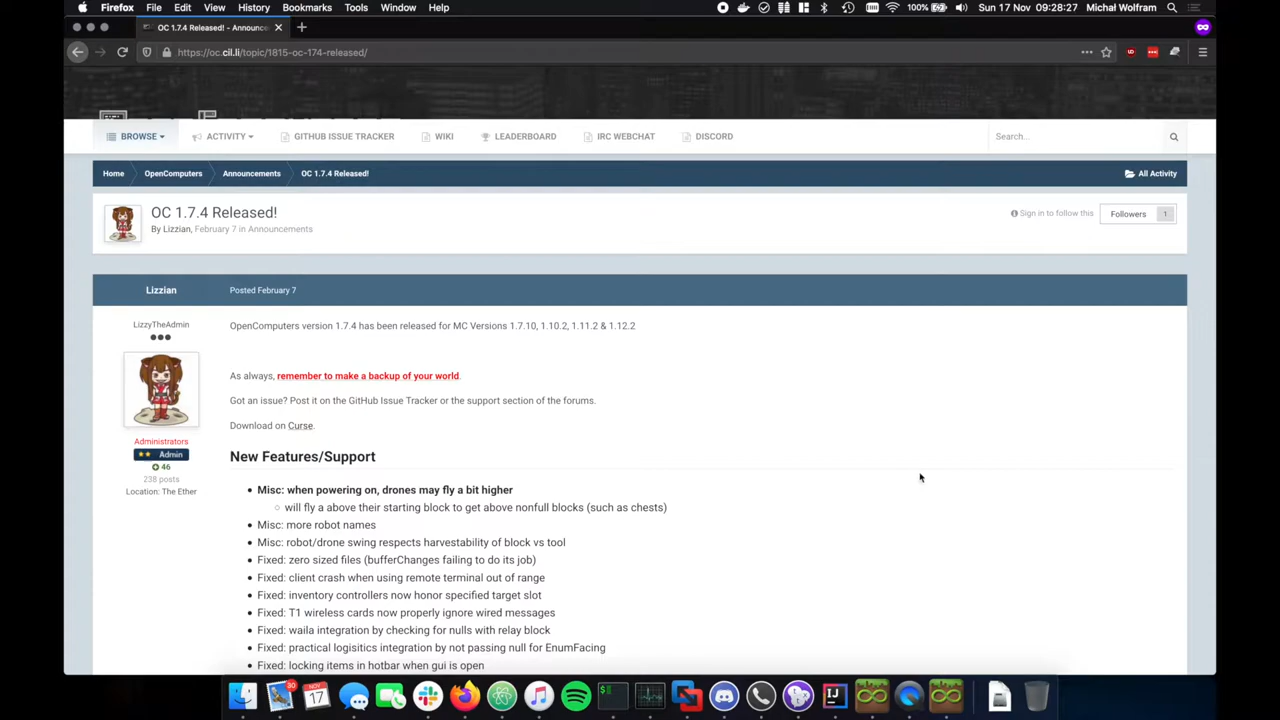 Firefox File Edit View History Bookmarks Tools Window Help 100% Sun 17 Nov 09:28:27 Michał Wolfram
OC 1.7.4 Released! - Announce
https://oc.cil.li/topic/1815-oc-174-released/
BROWSE ACTIVITY GITHUB ISSUE TRACKER WIKI LEADERBOARD IRC WEBCHAT DISCORD Search...
Home OpenComputers Announcements OC 1.7.4 Released! All Activity
OC 1.7.4 Released!
By Lizzian, February 7 in Announcements
Sign in to follow this Followers 1
Lizzian Posted February 7
LizzyTheAdmin
Administrators
Admin
46
238 posts
Location: The Ether
OpenComputers version 1.7.4 has been released for MC Versions 1.7.10, 1.10.2, 1.11.2 & 1.12.2
As always, remember to make a backup of your world.
Got an issue? Post it on the GitHub Issue Tracker or the support section of the forums.
Download on Curse.
New Features/Support
Misc: when powering on, drones may fly a bit higher
will fly a above their starting block to get above nonfull blocks (such as chests)
Misc: more robot names
Misc: robot/drone swing respects harvestability of block vs tool
Fixed: zero sized files (bufferChanges failing to do its job)
Fixed: client crash when using remote terminal out of range
Fixed: inventory controllers now honor specified target slot
Fixed: T1 wireless cards now properly ignore wired messages
Fixed: waila integration by checking for nulls with relay block
Fixed: practical logisitics integration by not passing null for EnumFacing
Fixed: locking items in hotbar when gui is open
30
NOV
17